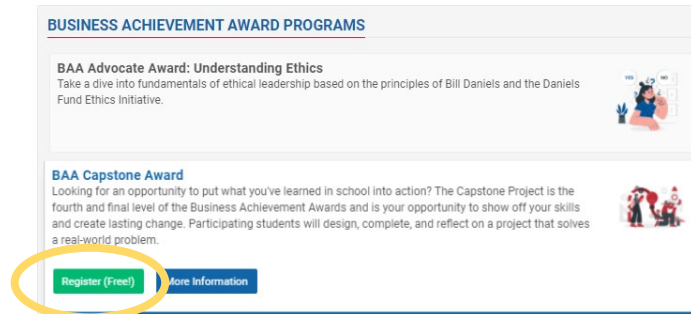 BUSINESS ACHIEVEMENT AWARD PROGRAMS
BAA Advocate Award: Understanding Ethics
Take a dive into fundamentals of ethical leadership based on the principles of Bill Daniels and the Daniels
Fund Ethics Initiative.
YES
NO
BAA Capstone Award
Looking for an opportunity to put what you've learned in school into action? The Capstone Project is the
fourth and final level of the Business Achievement Awards and is your opportunity to show off your skills
and create lasting change. Participating students will design, complete, and reflect on a project that solves
a real-world problem.
Register (Free!) More Information